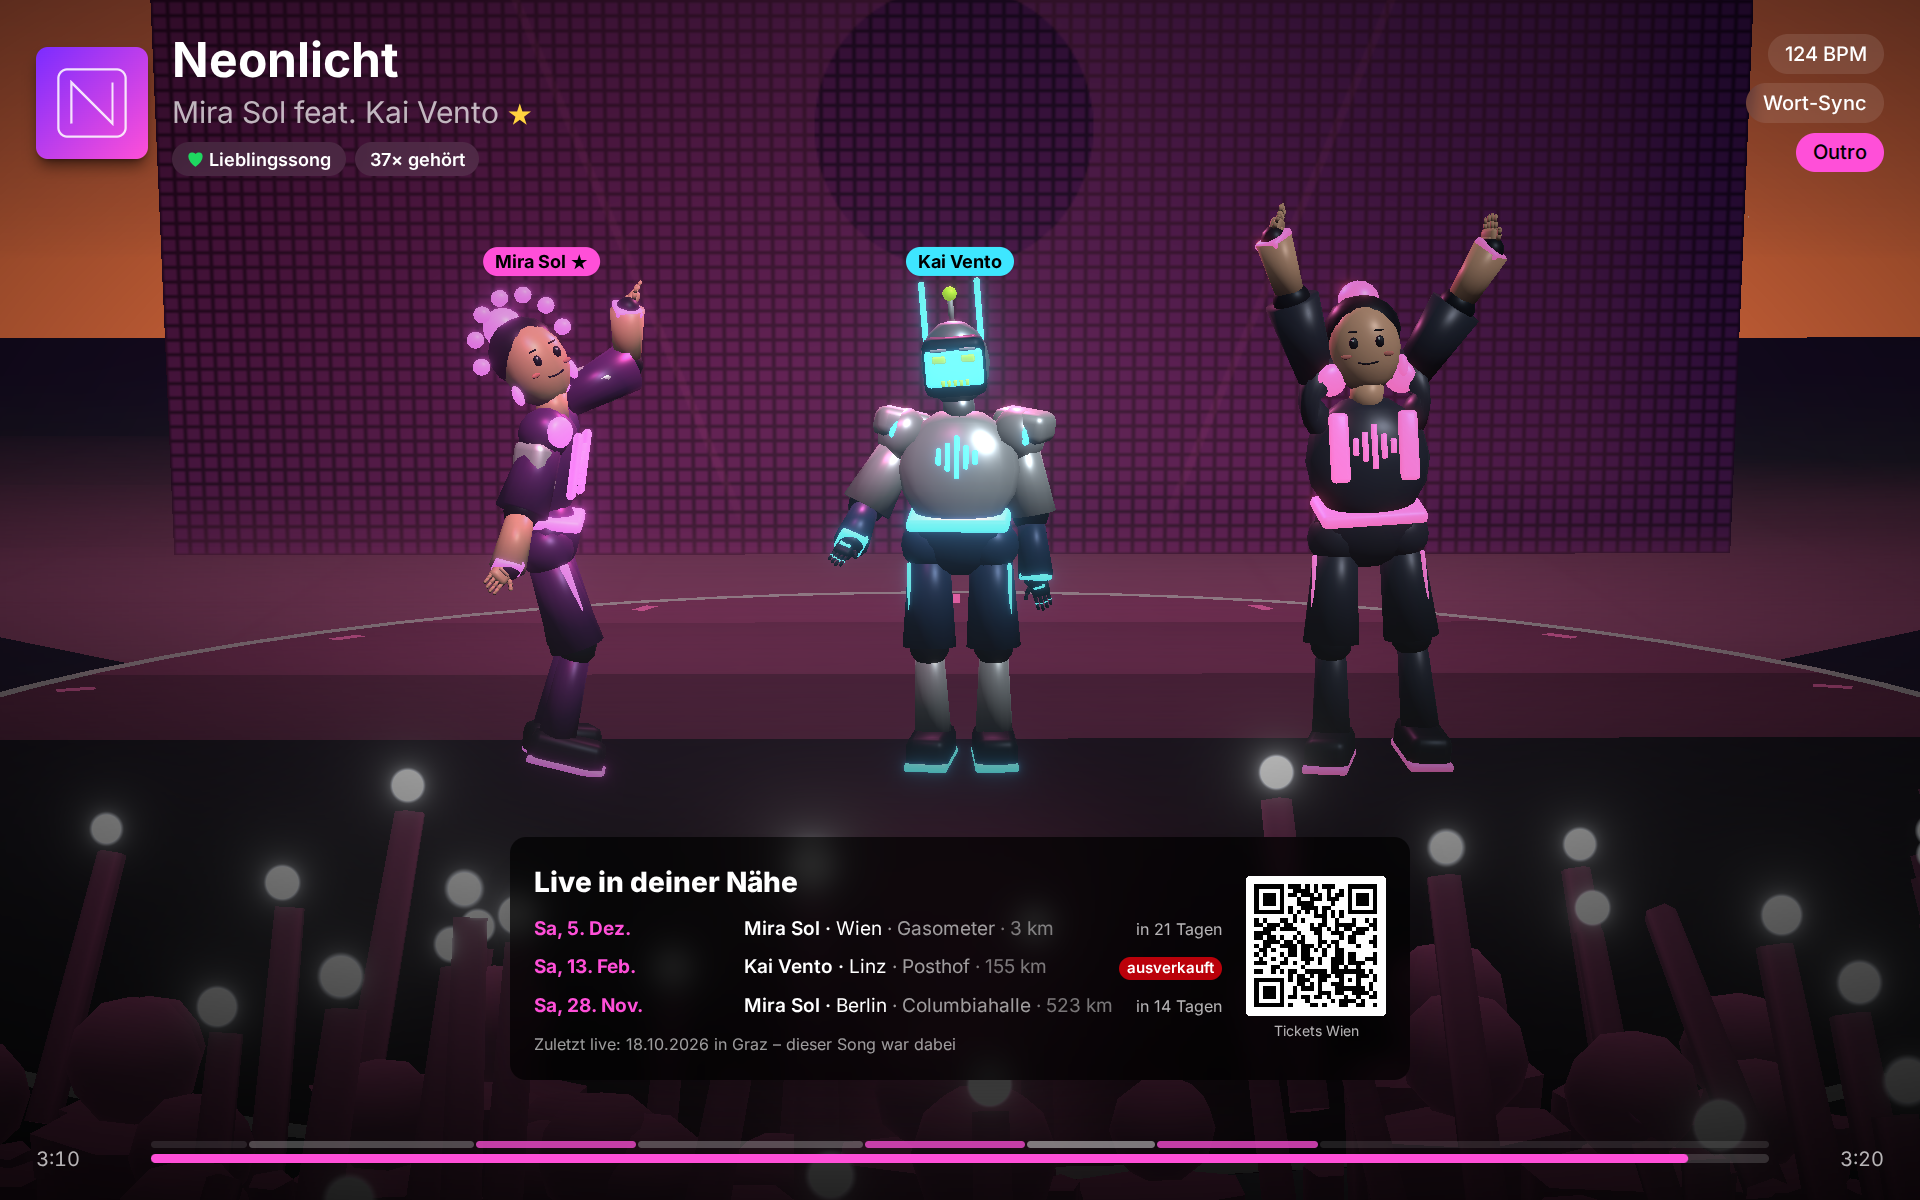 N
Neonlicht
Mira Sol feat. Kai Vento ★
Lieblingssong
37× gehört
124 BPM
Wort-Sync
Outro
Mira Sol ★
Kai Vento
Live in deiner Nähe
Sa, 5. Dez. Mira Sol · Wien · Gasometer · 3 km in 21 Tagen
Sa, 13. Feb. Kai Vento · Linz · Posthof · 155 km ausverkauft
Sa, 28. Nov. Mira Sol · Berlin · Columbiahalle · 523 km in 14 Tagen
Zuletzt live: 18.10.2026 in Graz – dieser Song war dabei
Tickets Wien
3:10
3:20